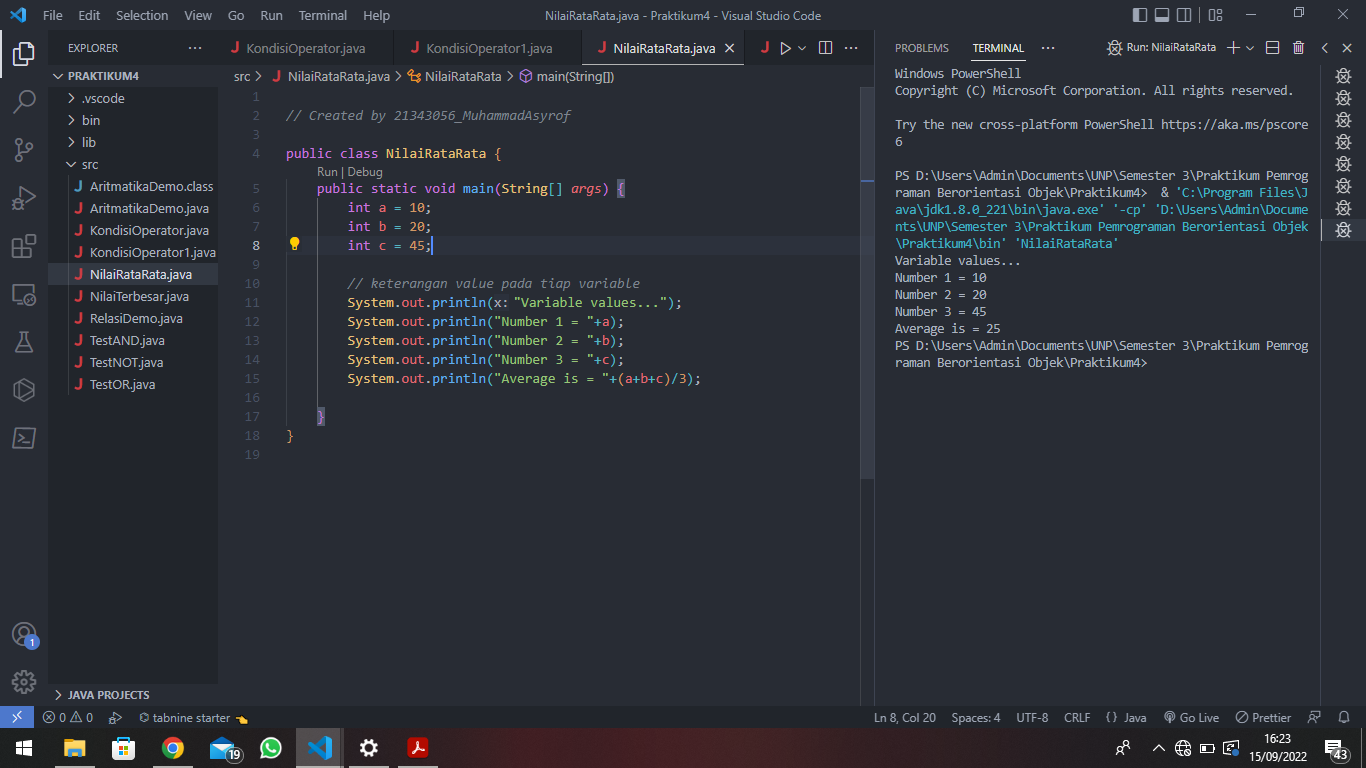 File Edit Selection View Go Run Terminal Help
NilaiRataRata.java - Praktikum4 - Visual Studio Code
EXPLORER
PRAKTIKUM4
.vscode
bin
lib
src
AritmatikaDemo.class
AritmatikaDemo.java
KondisiOperator.java
KondisiOperator1.java
NilaiRataRata.java
NilaiTerbesar.java
RelasiDemo.java
TestAND.java
TestNOT.java
TestOR.java
JAVA PROJECTS
KondisiOperator.java KondisiOperator1.java NilaiRataRata.java
src > NilaiRataRata.java > NilaiRataRata > main(String[])
1
2 // Created by 21343056_MuhammadAsyrof
3
4 public class NilaiRataRata {
Run | Debug
5 public static void main(String[] args) {
6 int a = 10;
7 int b = 20;
8 int c = 45;
9
10 // keterangan value pada tiap variable
11 System.out.println(x: "Variable values...");
12 System.out.println("Number 1 = "+a);
13 System.out.println("Number 2 = "+b);
14 System.out.println("Number 3 = "+c);
15 System.out.println("Average is = "+(a+b+c)/3);
16
17 }
18 }
19
PROBLEMS TERMINAL
Run: NilaiRataRata
Windows PowerShell
Copyright (C) Microsoft Corporation. All rights reserved.
Try the new cross-platform PowerShell https://aka.ms/pscore
6
PS D:\Users\Admin\Documents\UNP\Semester 3\Praktikum Pemrog
raman Berorientasi Objek\Praktikum4> & 'C:\Program Files\J
ava\jdk1.8.0_221\bin\java.exe' '-cp' 'D:\Users\Admin\Docume
nts\UNP\Semester 3\Praktikum Pemrograman Berorientasi Objek
\Praktikum4\bin' 'NilaiRataRata'
Variable values...
Number 1 = 10
Number 2 = 20
Number 3 = 45
Average is = 25
PS D:\Users\Admin\Documents\UNP\Semester 3\Praktikum Pemrog
raman Berorientasi Objek\Praktikum4>
1
0 0 tabnine starter
Ln 8, Col 20 Spaces: 4 UTF-8 CRLF {} Java Go Live Prettier
19
16:23
15/09/2022
43